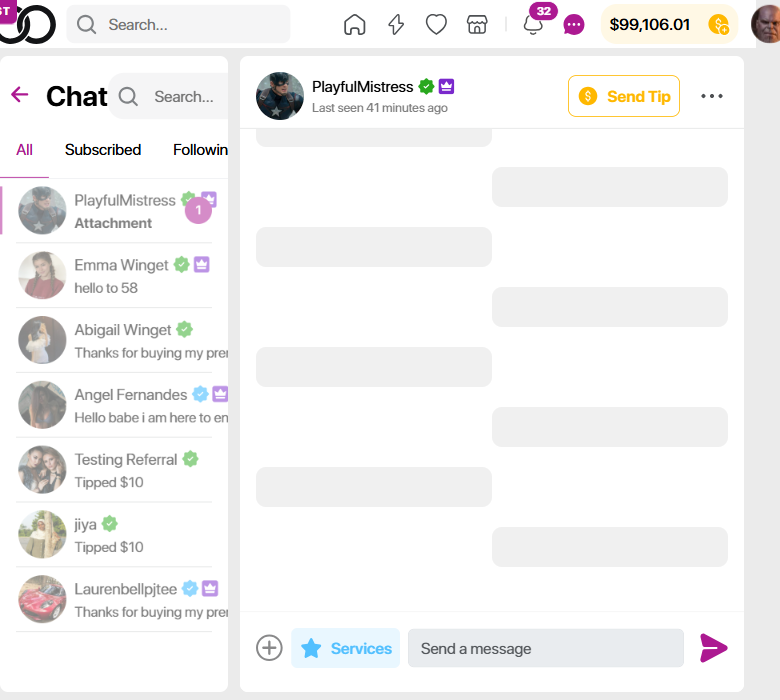 ST
Search...
32
$99,106.01
Chat
Search...
All
Subscribed
Followin
PlayfulMistress
1
Attachment
Emma Winget
hello to 58
Abigail Winget
Thanks for buying my pre
Angel Fernandes
Hello babe i am here to en
Testing Referral
Tipped $10
jiya
Tipped $10
Laurenbellpjtee
Thanks for buying my pre
PlayfulMistress
Last seen 41 minutes ago
$ Send Tip
Services
Send a message